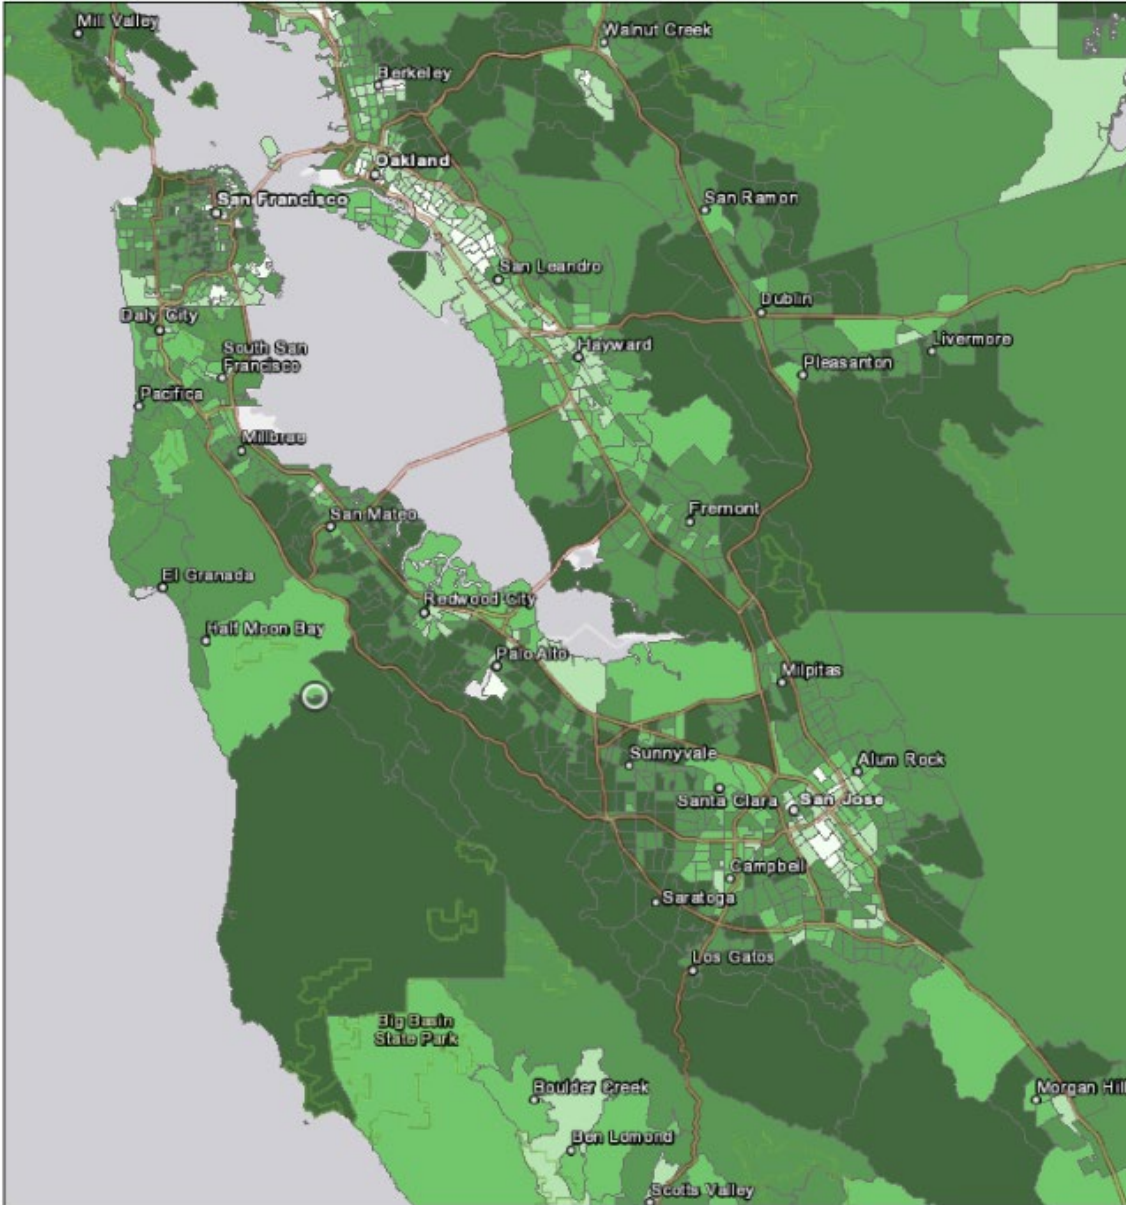 Mill Valley
Walnut Creek
Berkeley
Oakland
San Francisco
San Ramon
San Leandro
Dublin
Daly City
Hayward
Livermore
South San
Francisco
Pleasanton
Pacifica
Millbrae
San Mateo
Fremont
El Granada
Redwood City
Half Moon Bay
Palo Alto
Milpitas
Sunnyvale
Alum Rock
Santa Clara
San Jose
Campbell
Saratoga
Los Gatos
Big Basin
State Park
Boulder Creek
Morgan Hill
Ben Lomond
Scotts Valley